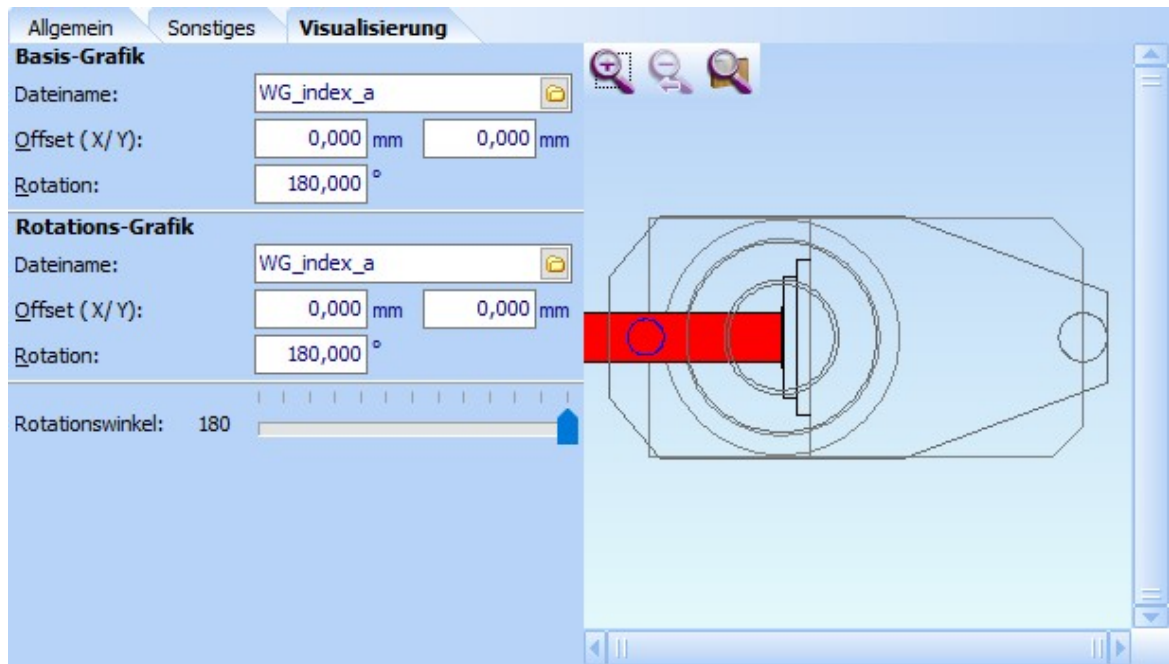 Allgemein Sonstiges Visualisierung
Basis-Grafik
Dateiname: WG_index_a
Offset ( X/ Y): 0,000 mm 0,000 mm
Rotation: 180,000 °
Rotations-Grafik
Dateiname: WG_index_a
Offset ( X/ Y): 0,000 mm 0,000 mm
Rotation: 180,000 °
Rotationswinkel: 180